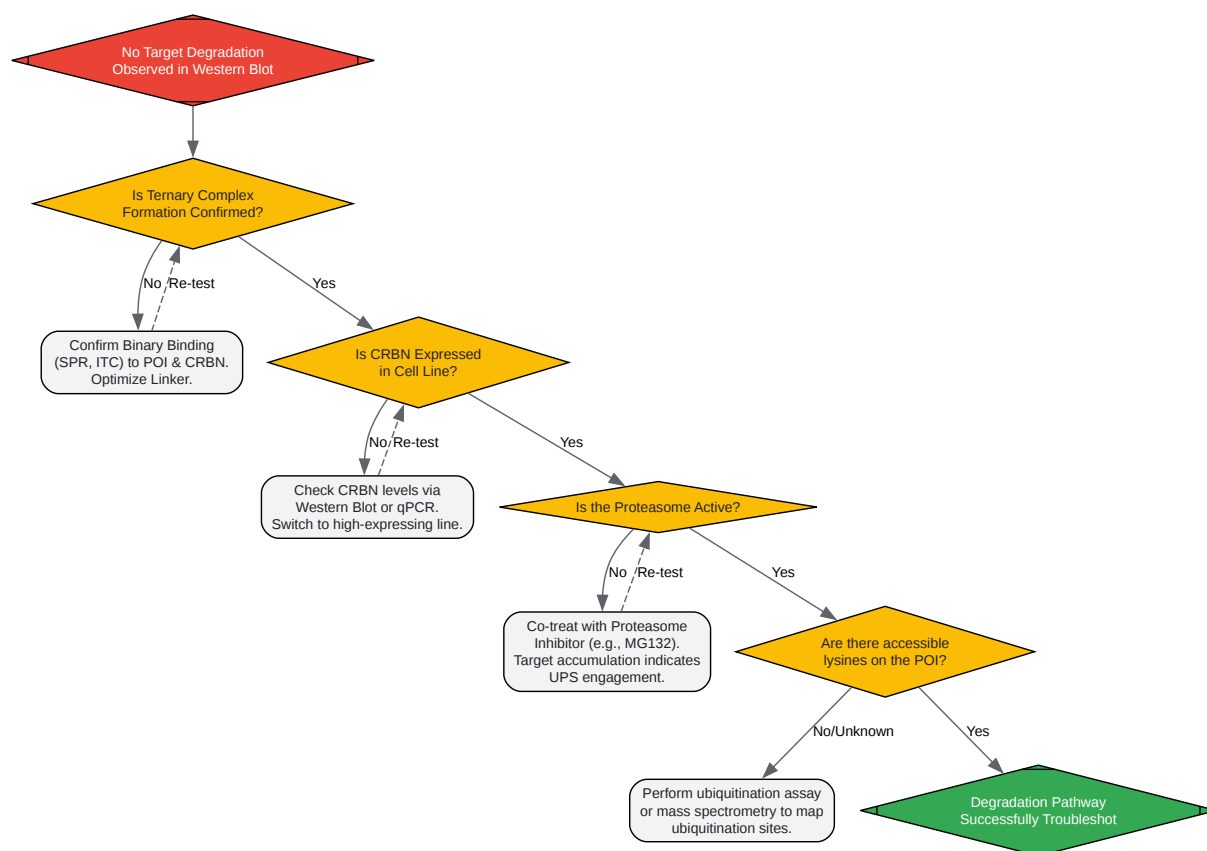 No Target Degradation
Observed in Western Blot
Is Ternary Complex
Formation Confirmed?
No
Re-test
Yes
Confirm Binary Binding
(SPR, ITC) to POI & CRBN.
Optimize Linker.
Is CRBN Expressed
in Cell Line?
No
Re-test
Yes
Check CRBN levels via
Western Blot or qPCR.
Switch to high-expressing line.
Is the Proteasome Active?
No
Re-test
Yes
Co-treat with Proteasome
Inhibitor (e.g., MG132).
Target accumulation indicates
UPS engagement.
Are there accessible
lysines on the POI?
No/Unknown
Yes
Perform ubiquitination assay
or mass spectrometry to map
ubiquitination sites.
Degradation Pathway
Successfully Troubleshot